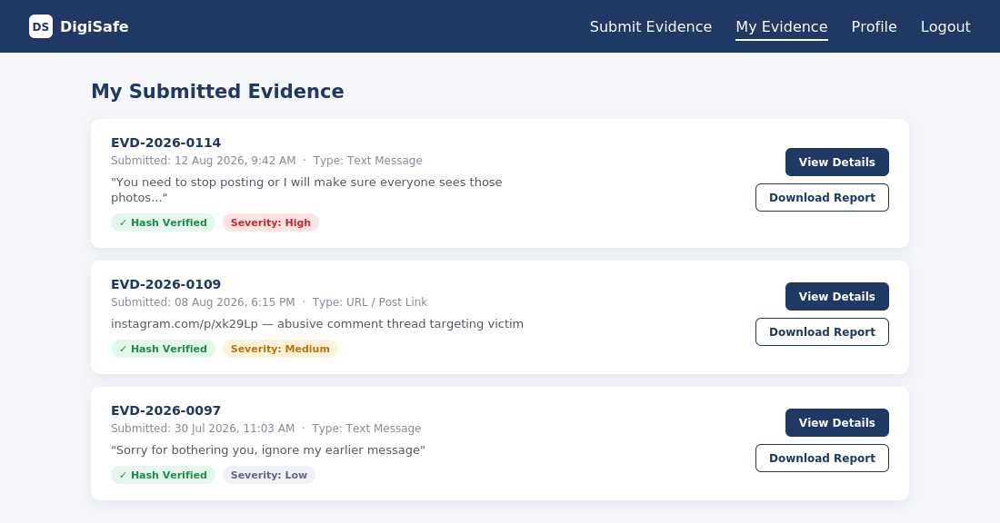 DS DigiSafe
Submit Evidence My Evidence Profile Logout
My Submitted Evidence
EVD-2026-0114
Submitted: 12 Aug 2026, 9:42 AM · Type: Text Message
"You need to stop posting or I will make sure everyone sees those
photos..."
✓ Hash Verified Severity: High
View Details
Download Report
EVD-2026-0109
Submitted: 08 Aug 2026, 6:15 PM · Type: URL / Post Link
instagram.com/p/xk29Lp — abusive comment thread targeting victim
✓ Hash Verified Severity: Medium
View Details
Download Report
EVD-2026-0097
Submitted: 30 Jul 2026, 11:03 AM · Type: Text Message
"Sorry for bothering you, ignore my earlier message"
✓ Hash Verified Severity: Low
View Details
Download Report